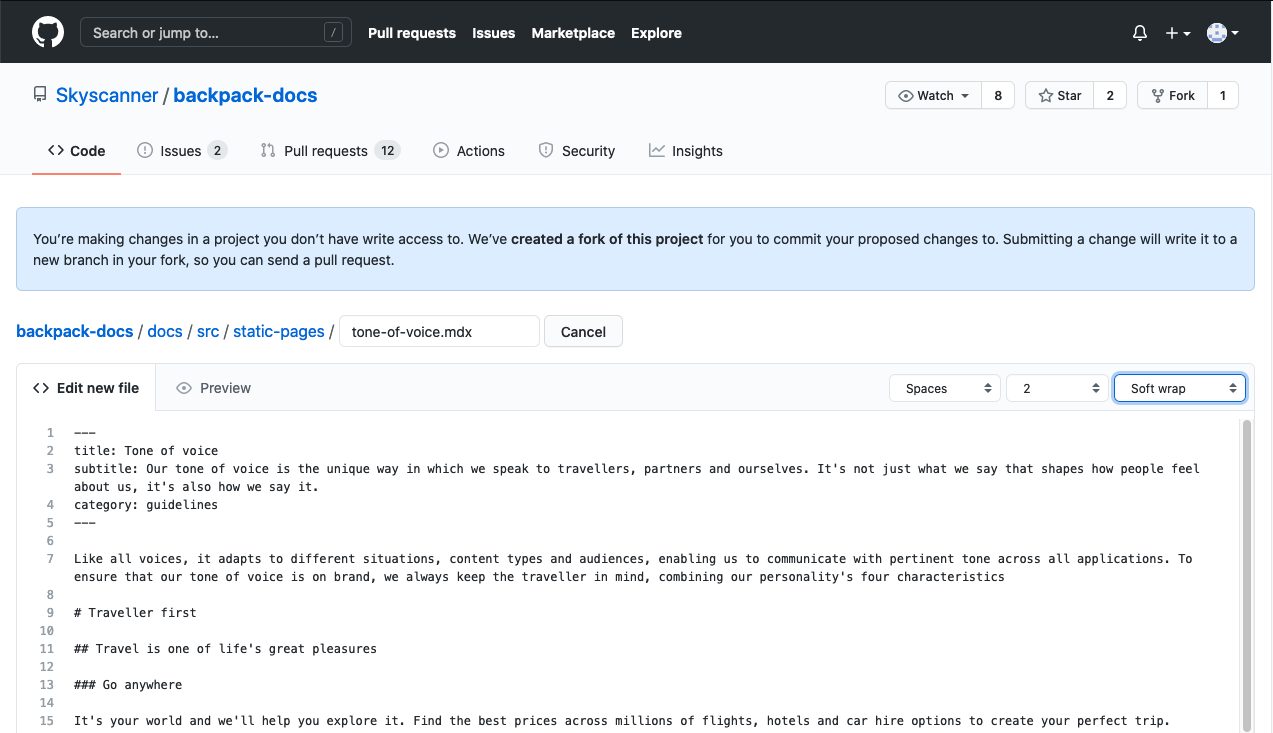 Search or jump to… /
Pull requests Issues Marketplace Explore
Skyscanner / backpack-docs
Watch 8 Star 2 Fork 1
Code Issues 2 Pull requests 12 Actions Security Insights
You’re making changes in a project you don’t have write access to. We’ve created a fork of this project for you to commit your proposed changes to. Submitting a change will write it to a
new branch in your fork, so you can send a pull request.
backpack-docs / docs / src / static-pages / tone-of-voice.mdx Cancel
<> Edit new file Preview Spaces 2 Soft wrap
1 ---
2 title: Tone of voice
3 subtitle: Our tone of voice is the unique way in which we speak to travellers, partners and ourselves. It's not just what we say that shapes how people feel
about us, it's also how we say it.
4 category: guidelines
5 ---
6
7 Like all voices, it adapts to different situations, content types and audiences, enabling us to communicate with pertinent tone across all applications. To
ensure that our tone of voice is on brand, we always keep the traveller in mind, combining our personality's four characteristics
8
9 # Traveller first
10
11 ## Travel is one of life's great pleasures
12
13 ### Go anywhere
14
15 It's your world and we'll help you explore it. Find the best prices across millions of flights, hotels and car hire options to create your perfect trip.